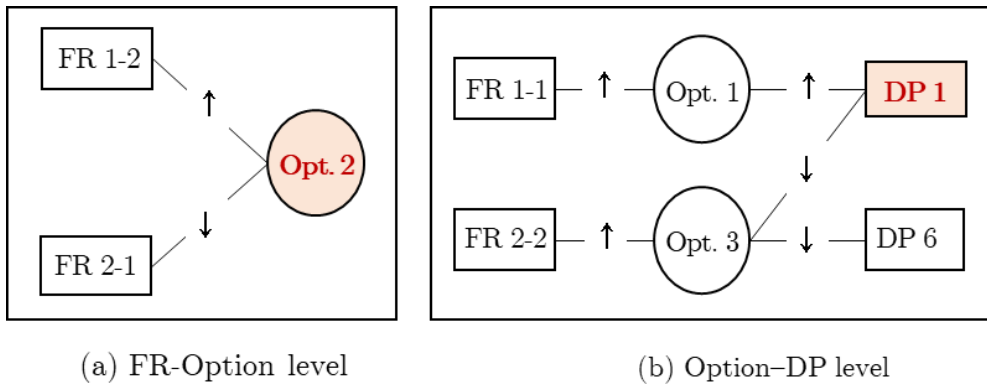 FR 1-2
↑
Opt. 2
↓
FR 2-1
(a) FR-Option level
FR 1-1 ↑ Opt. 1 ↑ DP 1
↓
FR 2-2 ↑ Opt. 3 ↓ DP 6
(b) Option–DP level